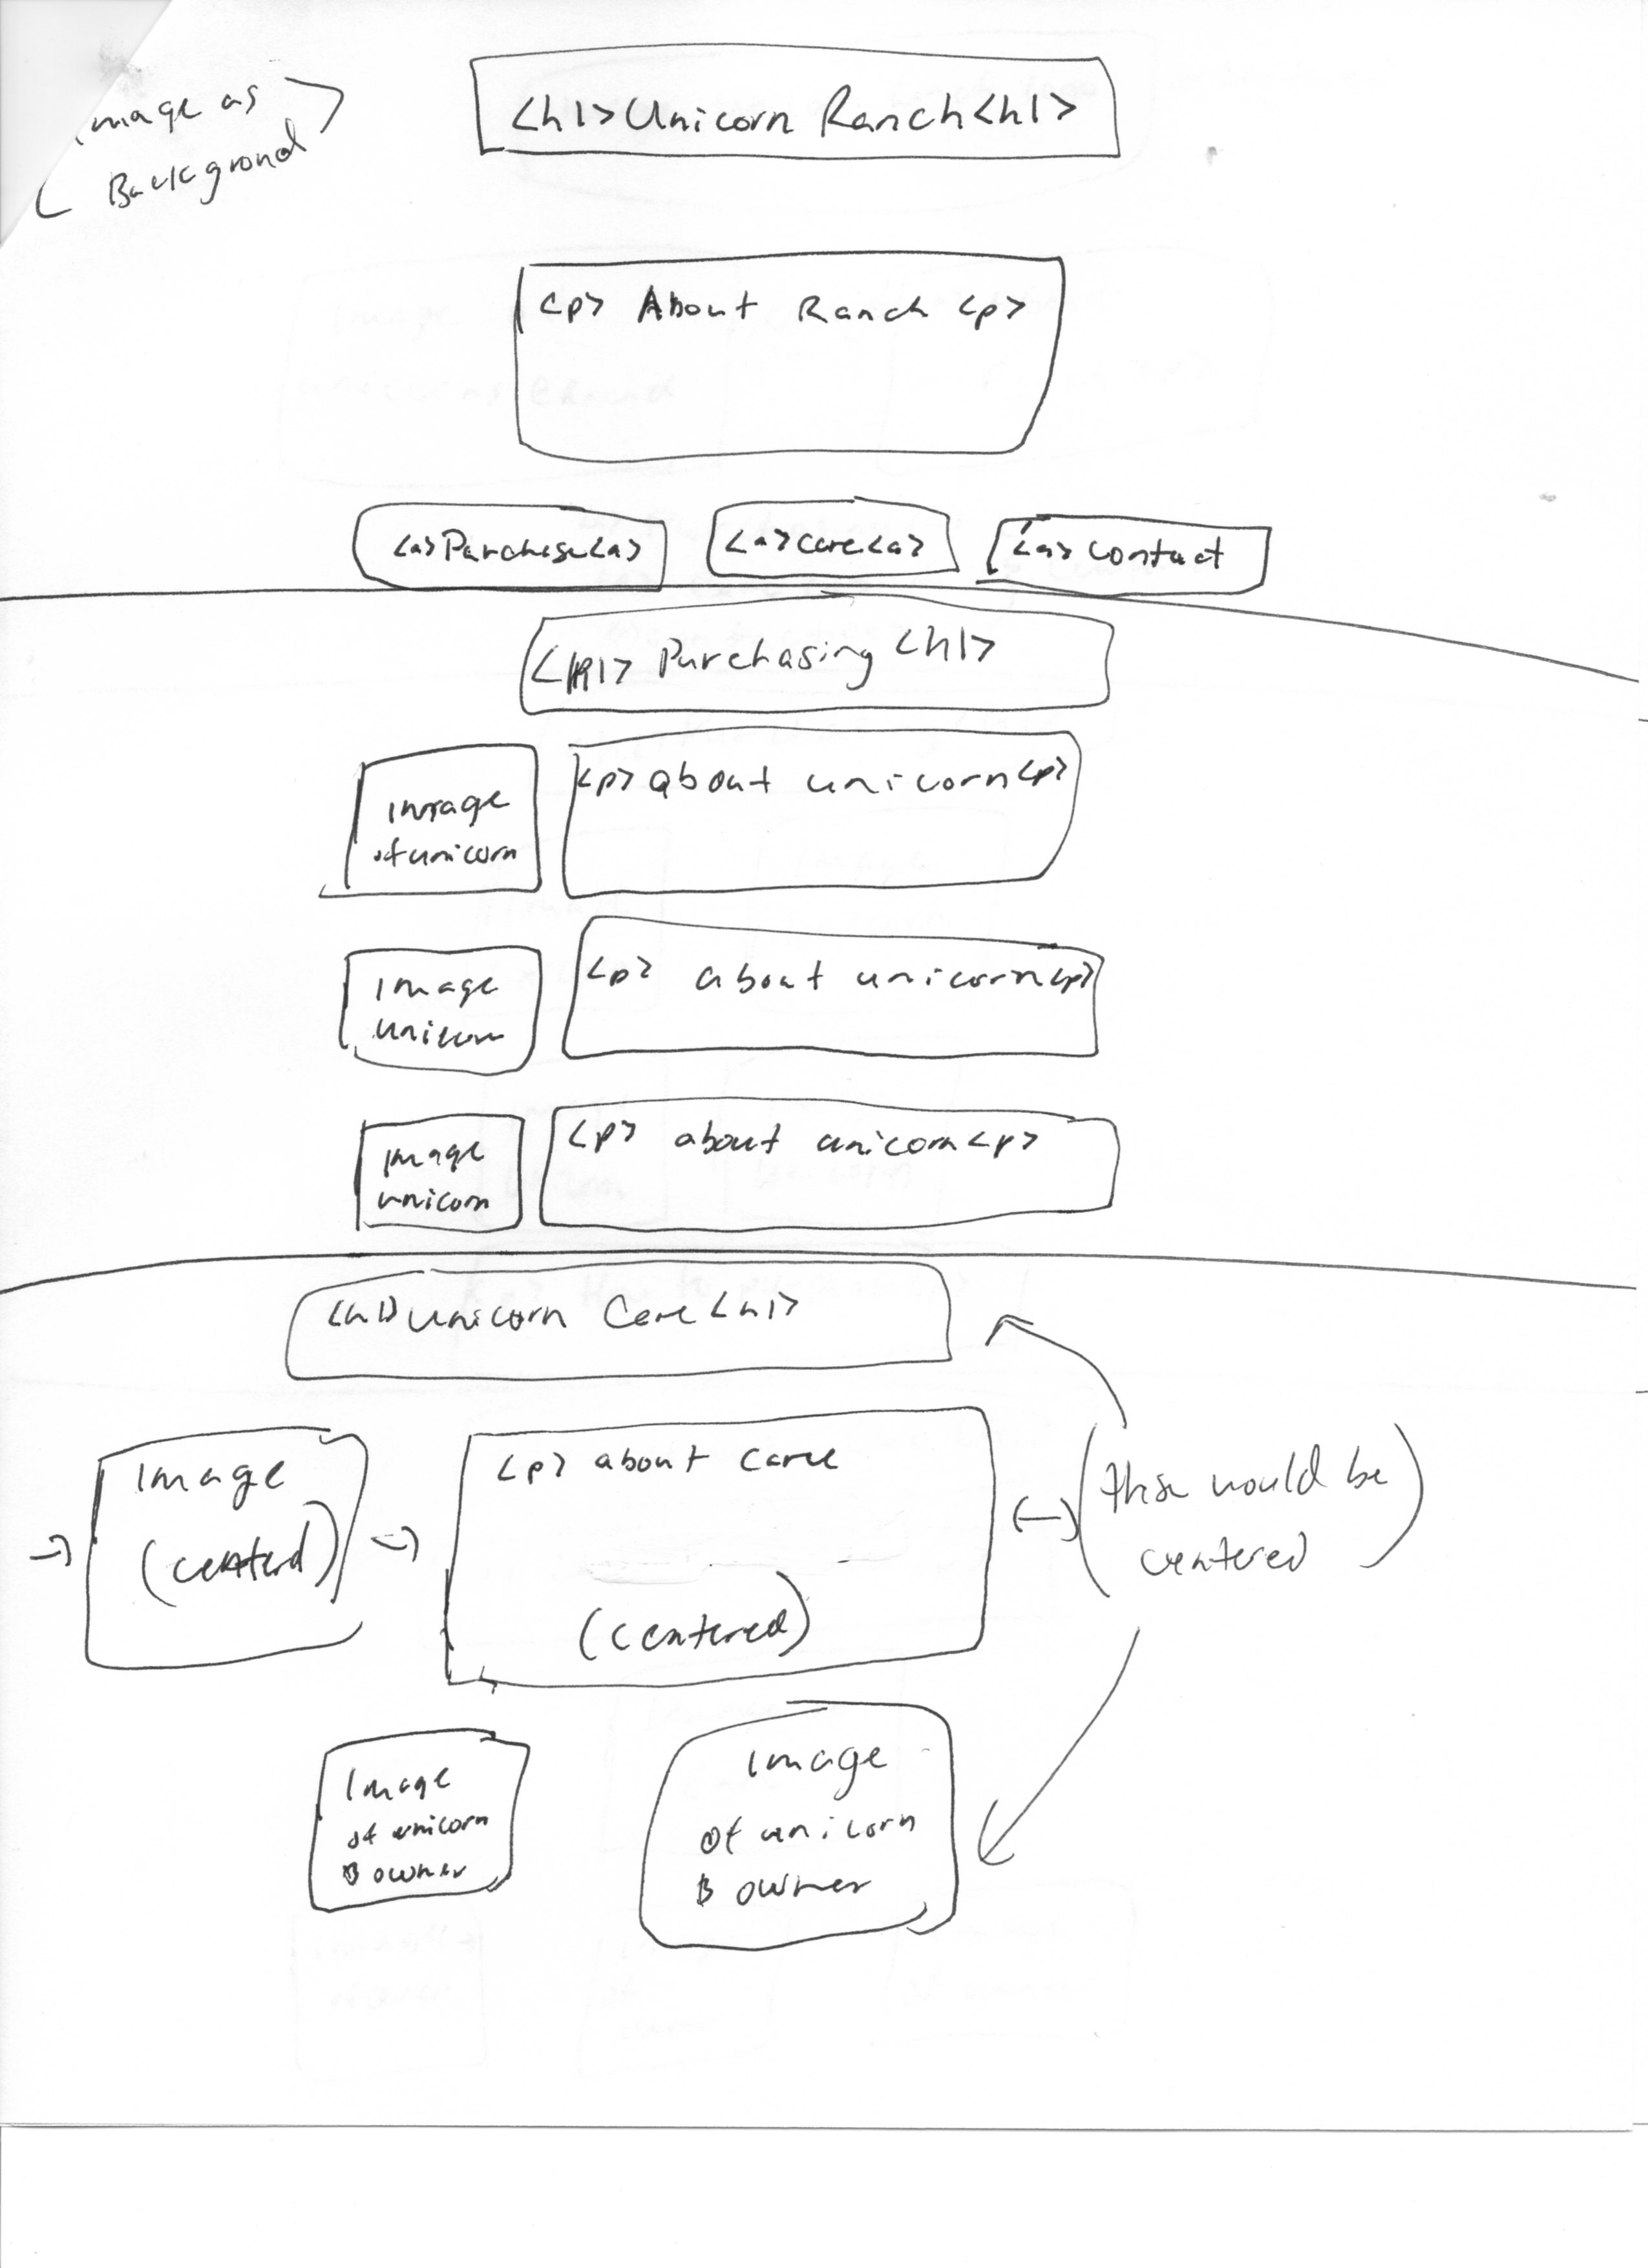 Image as
Background
<h1>Unicorn Ranch<h1>
<p> About Ranch <p>
<a>Purchase<a>
<a>Care<a>
<a> Contact
<h1> Purchasing <h1>
Image
of unicorn
<p> about unicorn<p>
Image
Unicorn
<p> about unicorn<p>
Image
unicorn
<p> about unicorn<p>
<h1>Unicorn Care<h1>
Image
(centerd)
<p> about care
(centered)
(this would be
centered)
Image
of unicorn
& owner
Image
Of unicorn
& owner